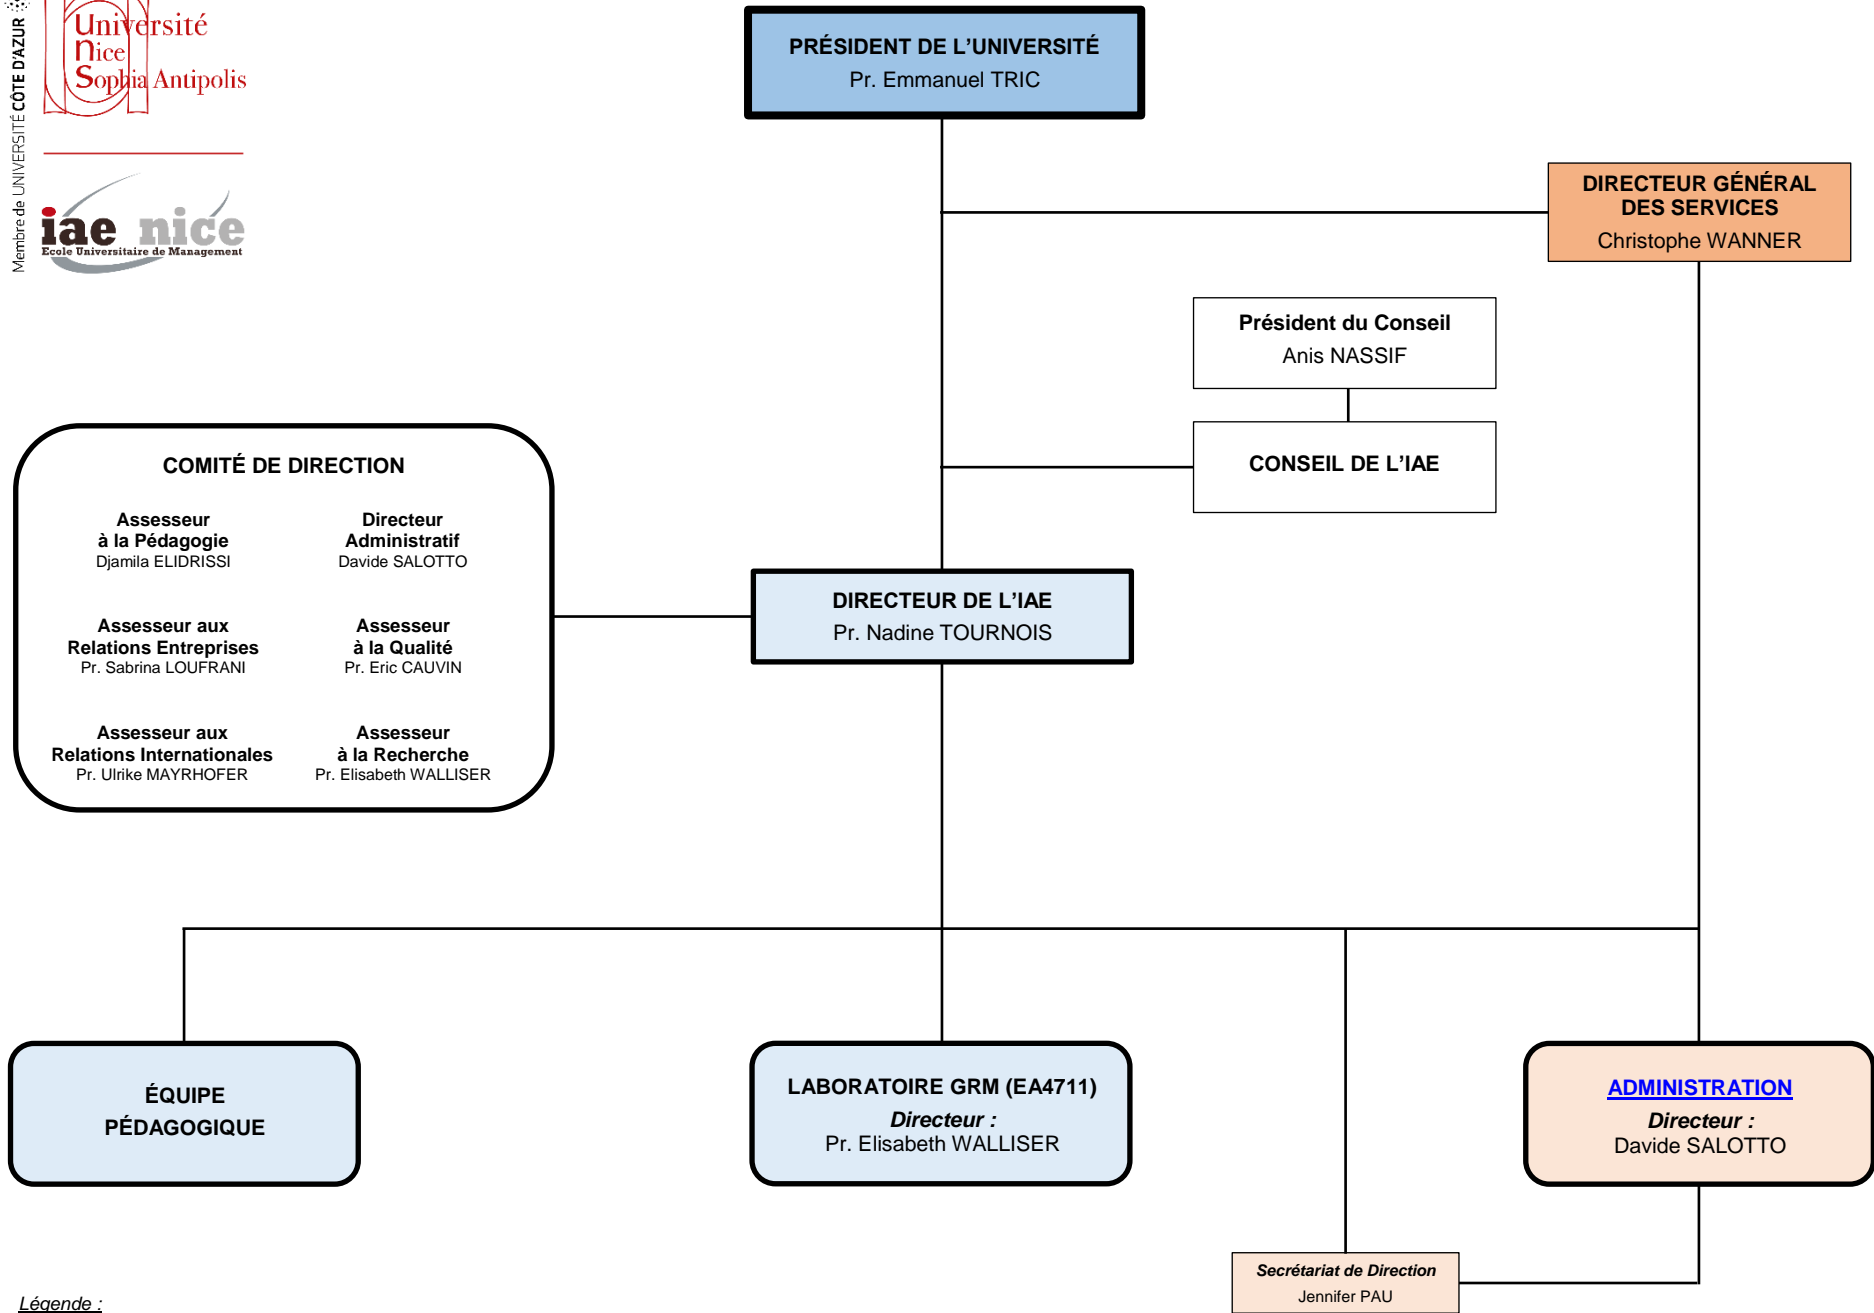 Université
Nice
Sophia Antipolis
Membre de UNIVERSITÉ CÔTE D'AZUR
iae nice
Ecole Universitaire de Management
PRÉSIDENT DE L'UNIVERSITÉ
Pr. Emmanuel TRIC
DIRECTEUR GÉNÉRAL
DES SERVICES
Christophe WANNER
Président du Conseil
Anis NASSIF
CONSEIL DE L'IAE
COMITÉ DE DIRECTION
Assesseur
à la Pédagogie
Djamila ELIDRISSI
Directeur
Administratif
Davide SALOTTO
Assesseur aux
Relations Entreprises
Pr. Sabrina LOUFRANI
Assesseur
à la Qualité
Pr. Eric CAUVIN
Assesseur aux
Relations Internationales
Pr. Ulrike MAYRHOFER
Assesseur
à la Recherche
Pr. Elisabeth WALLISER
DIRECTEUR DE L'IAE
Pr. Nadine TOURNOIS
ÉQUIPE
PÉDAGOGIQUE
LABORATOIRE GRM (EA4711)
Directeur :
Pr. Elisabeth WALLISER
ADMINISTRATION
Directeur :
Davide SALOTTO
Secrétariat de Direction
Jennifer PAU
Légende :